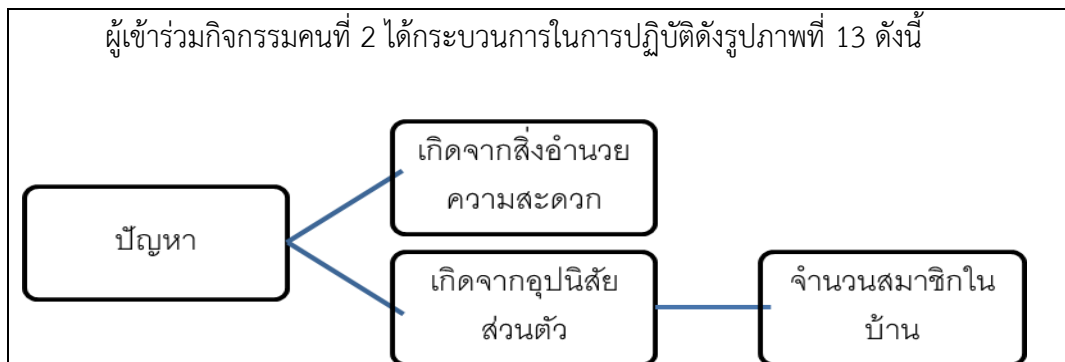 ผู้เข้าร่วมกิจกรรมคนที่ 2 ได้กระบวนการในการปฏิบัติดังรูปภาพที่ 13 ดังนี้
เกิดจากสิ่งอำนวย
ความสะดวก
ปัญหา
เกิดจากอุปนิสัย
ส่วนตัว
จำนวนสมาชิกใน
บ้าน